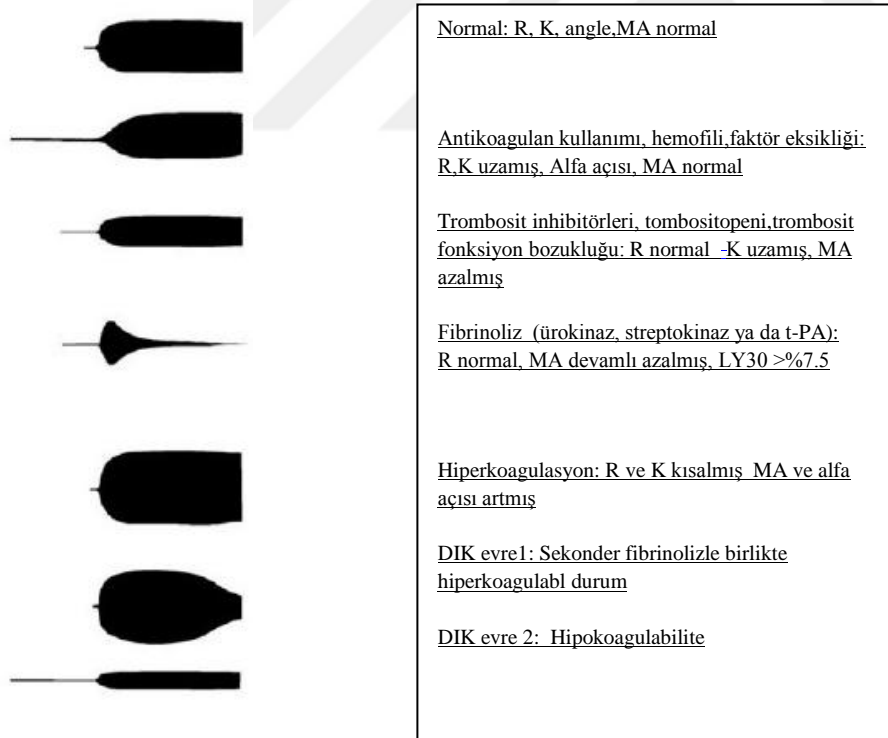 Normal: R, K, angle,MA normal
Antikoagulan kullanımı, hemofili,faktör eksikliği:
R,K uzamış, Alfa açısı, MA normal
Trombosit inhibitörleri, tombositopeni,trombosit
fonksiyon bozukluğu: R normal -K uzamış, MA
azalmış
Fibrinoliz (ürokinaz, streptokinaz ya da t-PA):
R normal, MA devamlı azalmış, LY30 >%7.5
Hiperkoagulasyon: R ve K kısalmış MA ve alfa
açısı artmış
DIK evre1: Sekonder fibrinolizle birlikte
hiperkoagulabl durum
DIK evre 2: Hipokoagulabilite